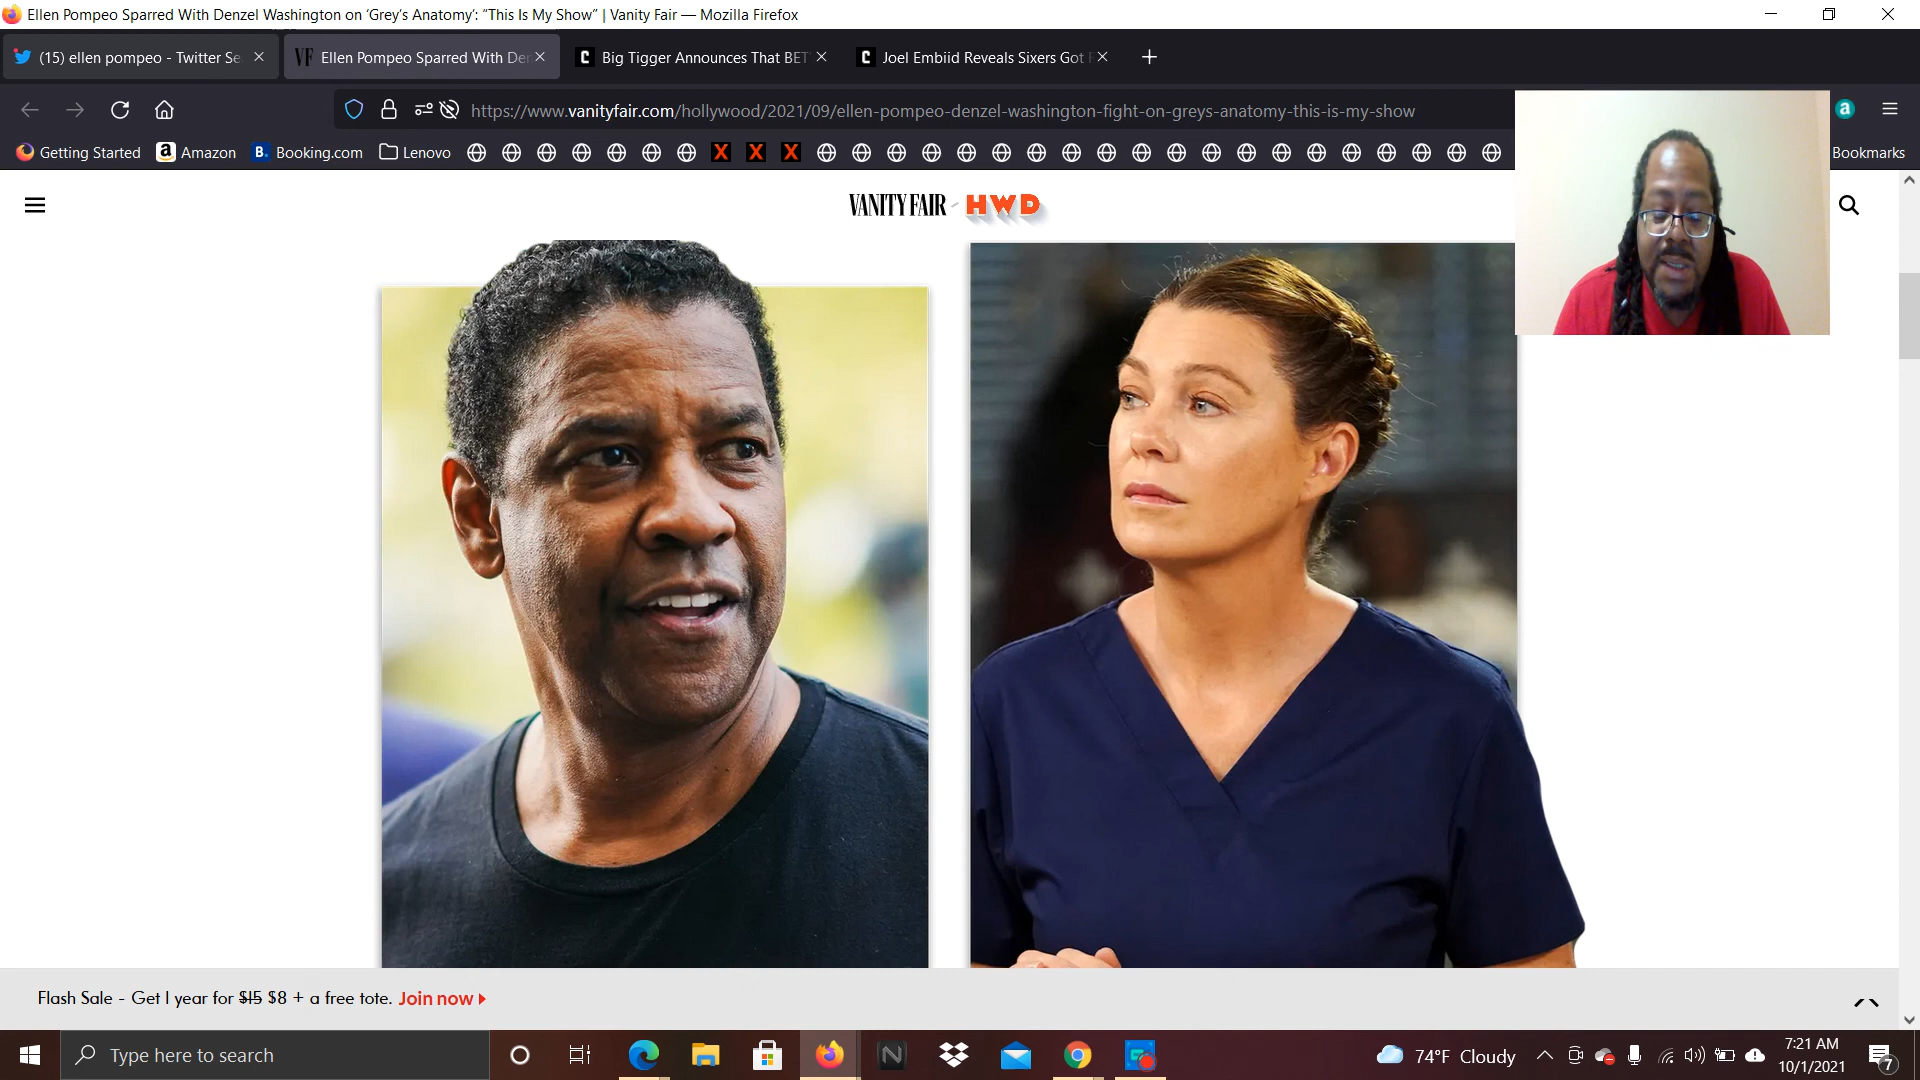 Ellen Pompeo Sparred With Denzel Washington on ‘Grey’s Anatomy’: “This Is My Show” | Vanity Fair — Mozilla Firefox
(15) ellen pompeo - Twitter Se
VF Ellen Pompeo Sparred With Den
C Big Tigger Announces That BET
C Joel Embiid Reveals Sixers Got F
https://www.vanityfair.com/hollywood/2021/09/ellen-pompeo-denzel-washington-fight-on-greys-anatomy-this-is-my-show
a
Getting Started
a Amazon
B. Booking.com
Lenovo
X X X
Bookmarks
VANITY FAIR - HWD
Flash Sale - Get 1 year for $15 $8 + a free tote. Join now
Type here to search
N
74°F Cloudy
7:21 AM
10/1/2021
7